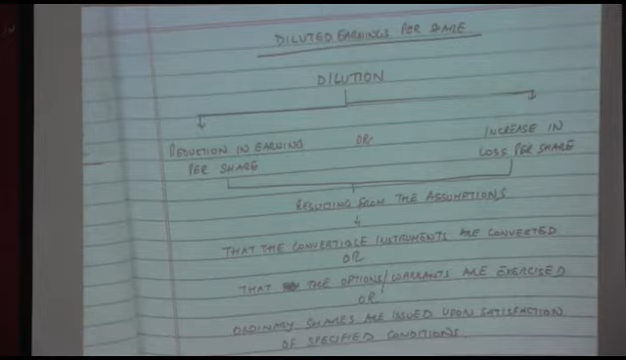 DILUTED EARNINGS PER SHARE
DILUTION
REDUCTION IN EARNING PER SHARE
OR
INCREASE IN LOSS PER SHARE
RESULTING FROM THE ASSUMPTIONS
THAT THE CONVERTIBLE INSTRUMENTS ARE CONVERTED
OR
THAT THE OPTIONS/WARRANTS ARE EXERCISED
OR
ORDINARY SHARES ARE ISSUED UPON SATISFACTION
OF SPECIFIED CONDITIONS.